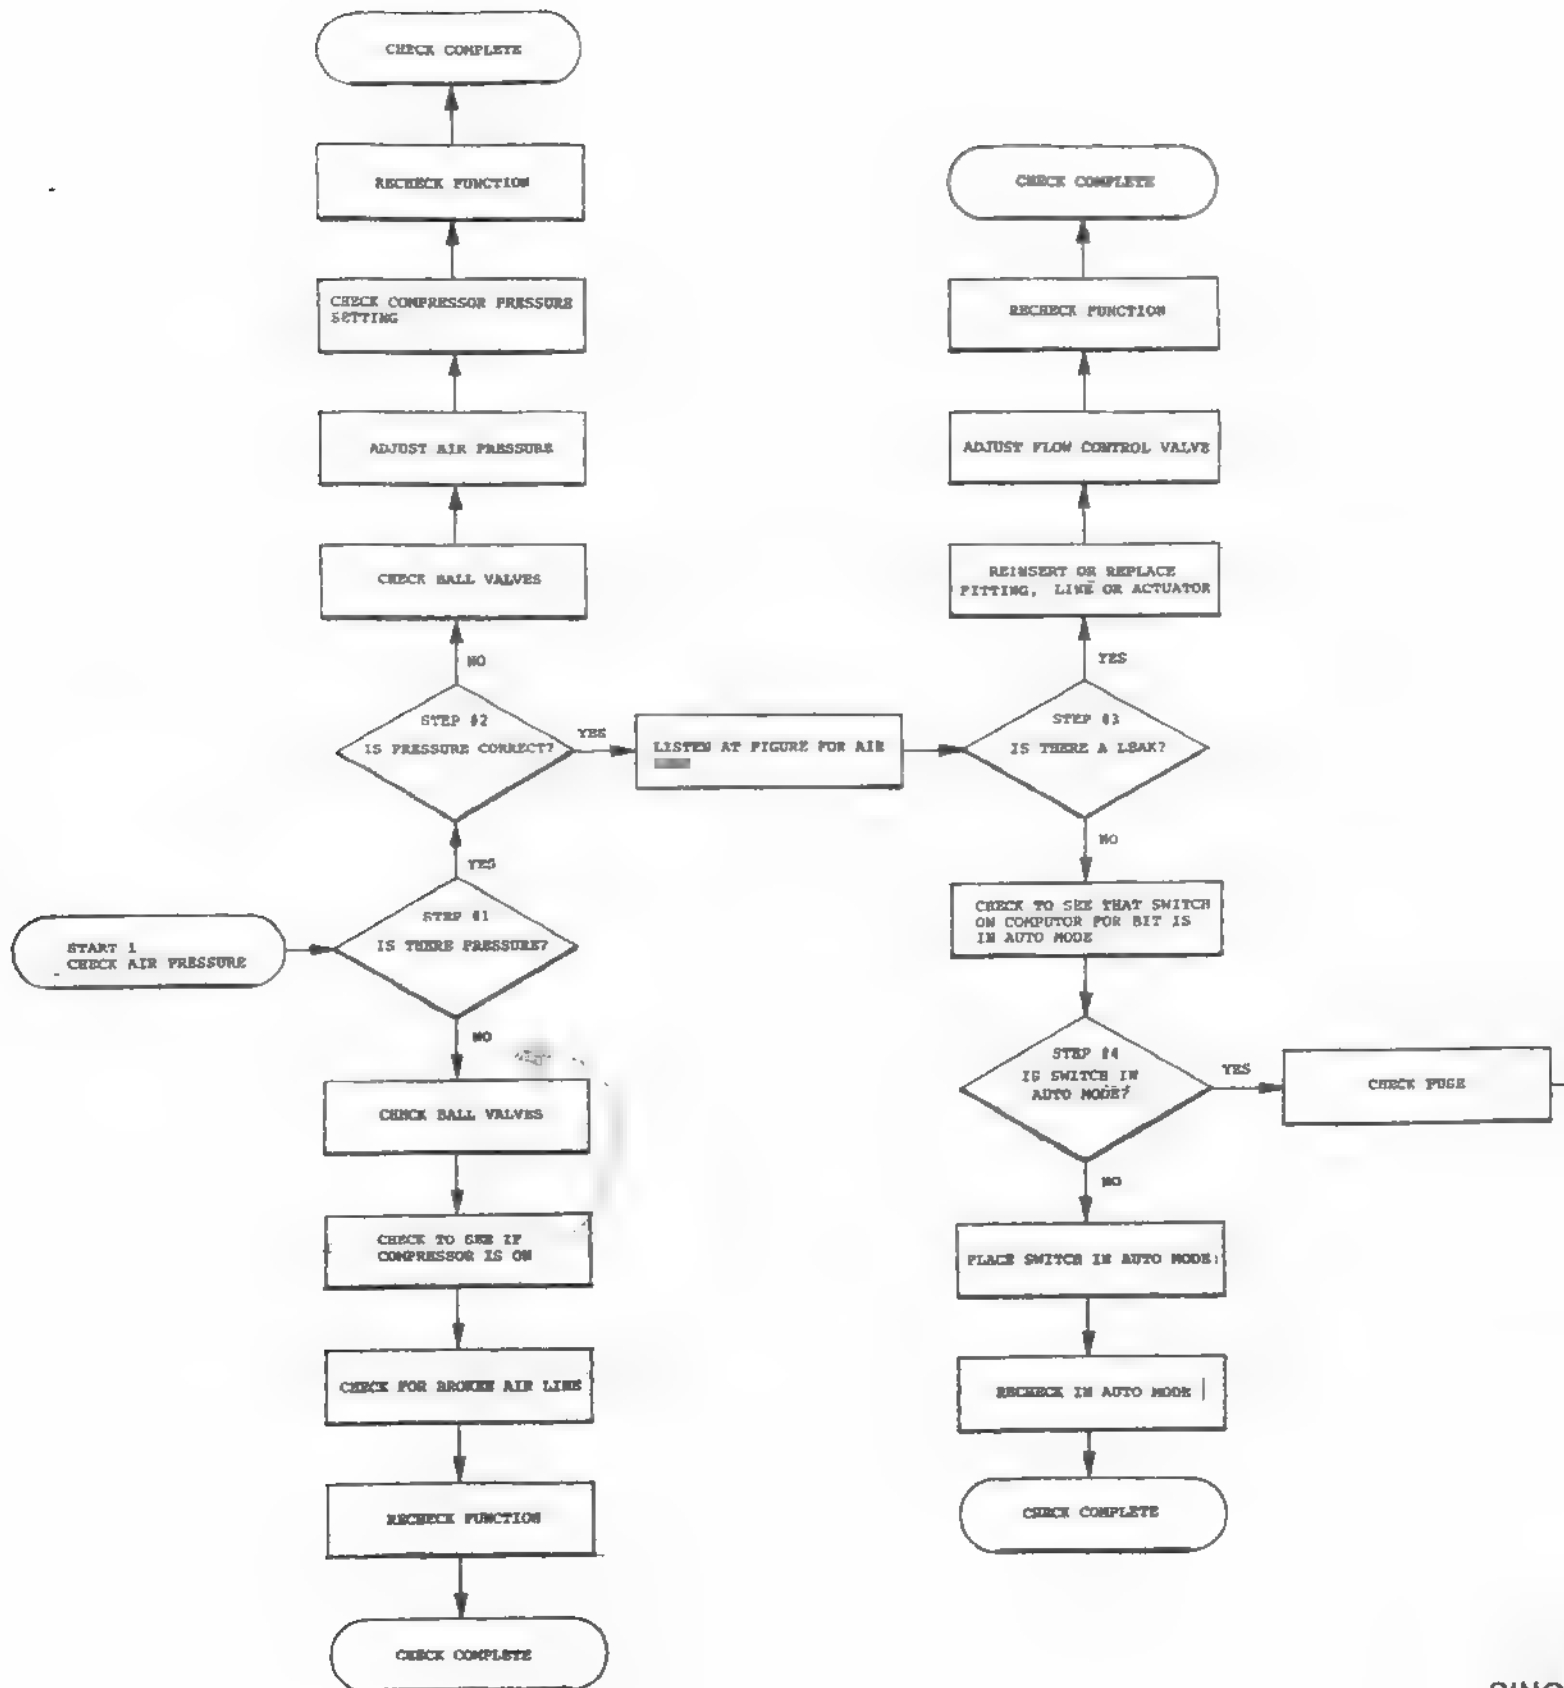 CHECK COMPLETE
RECHECK FUNCTION
CHECK COMPRESSOR PRESSURE
SETTING
ADJUST AIR PRESSURE
CHECK BALL VALVES
NO
STEP #2
IS PRESSURE CORRECT?
YES
LISTEN AT FIGURE FOR AIR
YES
STEP #1
IS THERE PRESSURE?
START 1
CHECK AIR PRESSURE
NO
CHECK BALL VALVES
CHECK TO SEE IF
COMPRESSOR IS ON
CHECK FOR BROKEN AIR LINE
RECHECK FUNCTION
CHECK COMPLETE
CHECK COMPLETE
RECHECK FUNCTION
ADJUST FLOW CONTROL VALVE
REINSERT OR REPLACE
FITTING, LINE OR ACTUATOR
YES
STEP #3
IS THERE A LEAK?
NO
CHECK TO SEE THAT SWITCH
ON COMPUTOR FOR BIT IS
IN AUTO MODE
STEP #4
IS SWITCH IN
AUTO MODE?
YES
CHECK FUSE
NO
PLACE SWITCH IN AUTO MODE
RECHECK IN AUTO MODE
CHECK COMPLETE